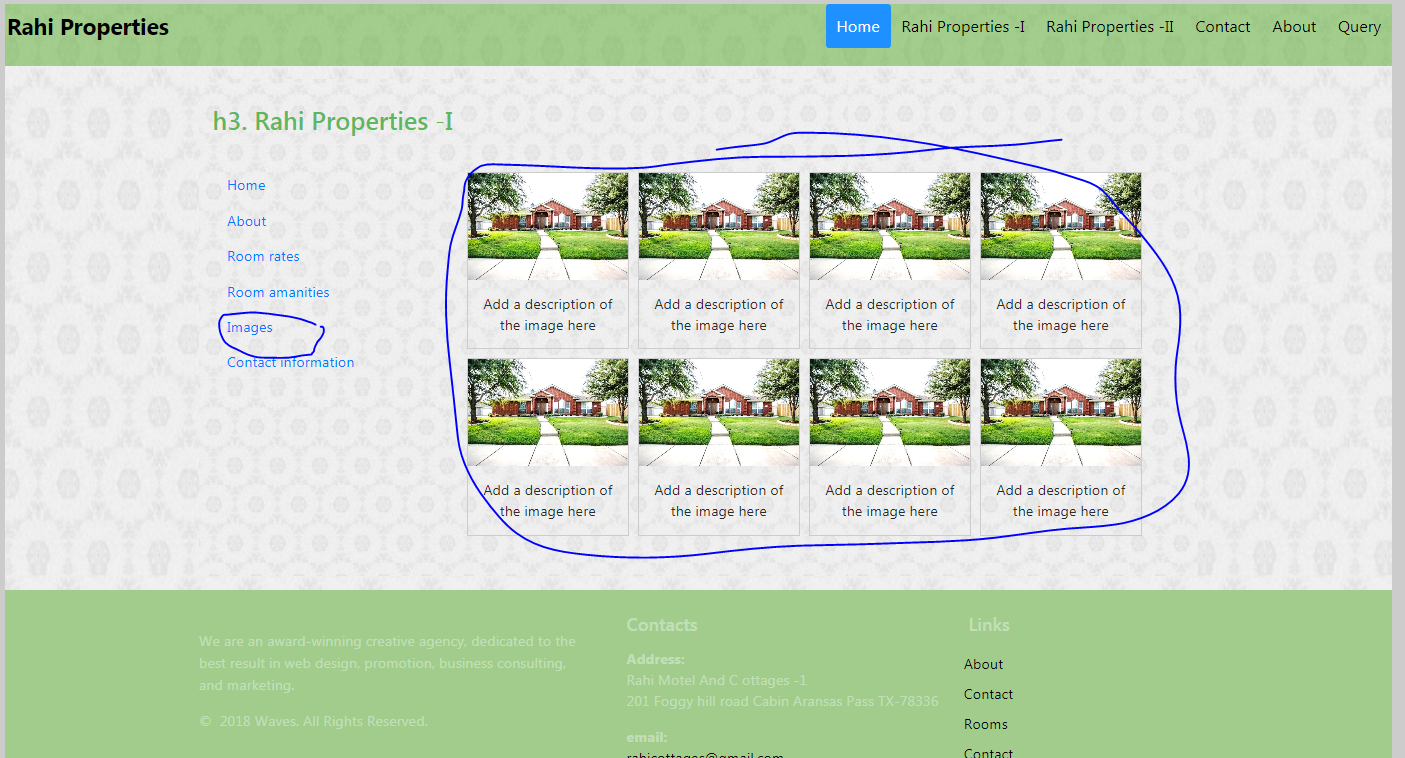 Rahi Properties
Home Rahi Properties -I Rahi Properties -II Contact About Query
h3. Rahi Properties -I
Home
About
Room rates
Room amanities
Images
Contact information
Add a description of
the image here
Add a description of
the image here
Add a description of
the image here
Add a description of
the image here
Add a description of
the image here
Add a description of
the image here
Add a description of
the image here
Add a description of
the image here
We are an award-winning creative agency, dedicated to the
best result in web design, promotion, business consulting,
and marketing.
© 2018 Waves. All Rights Reserved.
Contacts
Address:
Rahi Motel And C ottages -1
201 Foggy hill road Cabin Aransas Pass TX-78336
email:
rahicottages@gmail.com
Links
About
Contact
Rooms
Contact